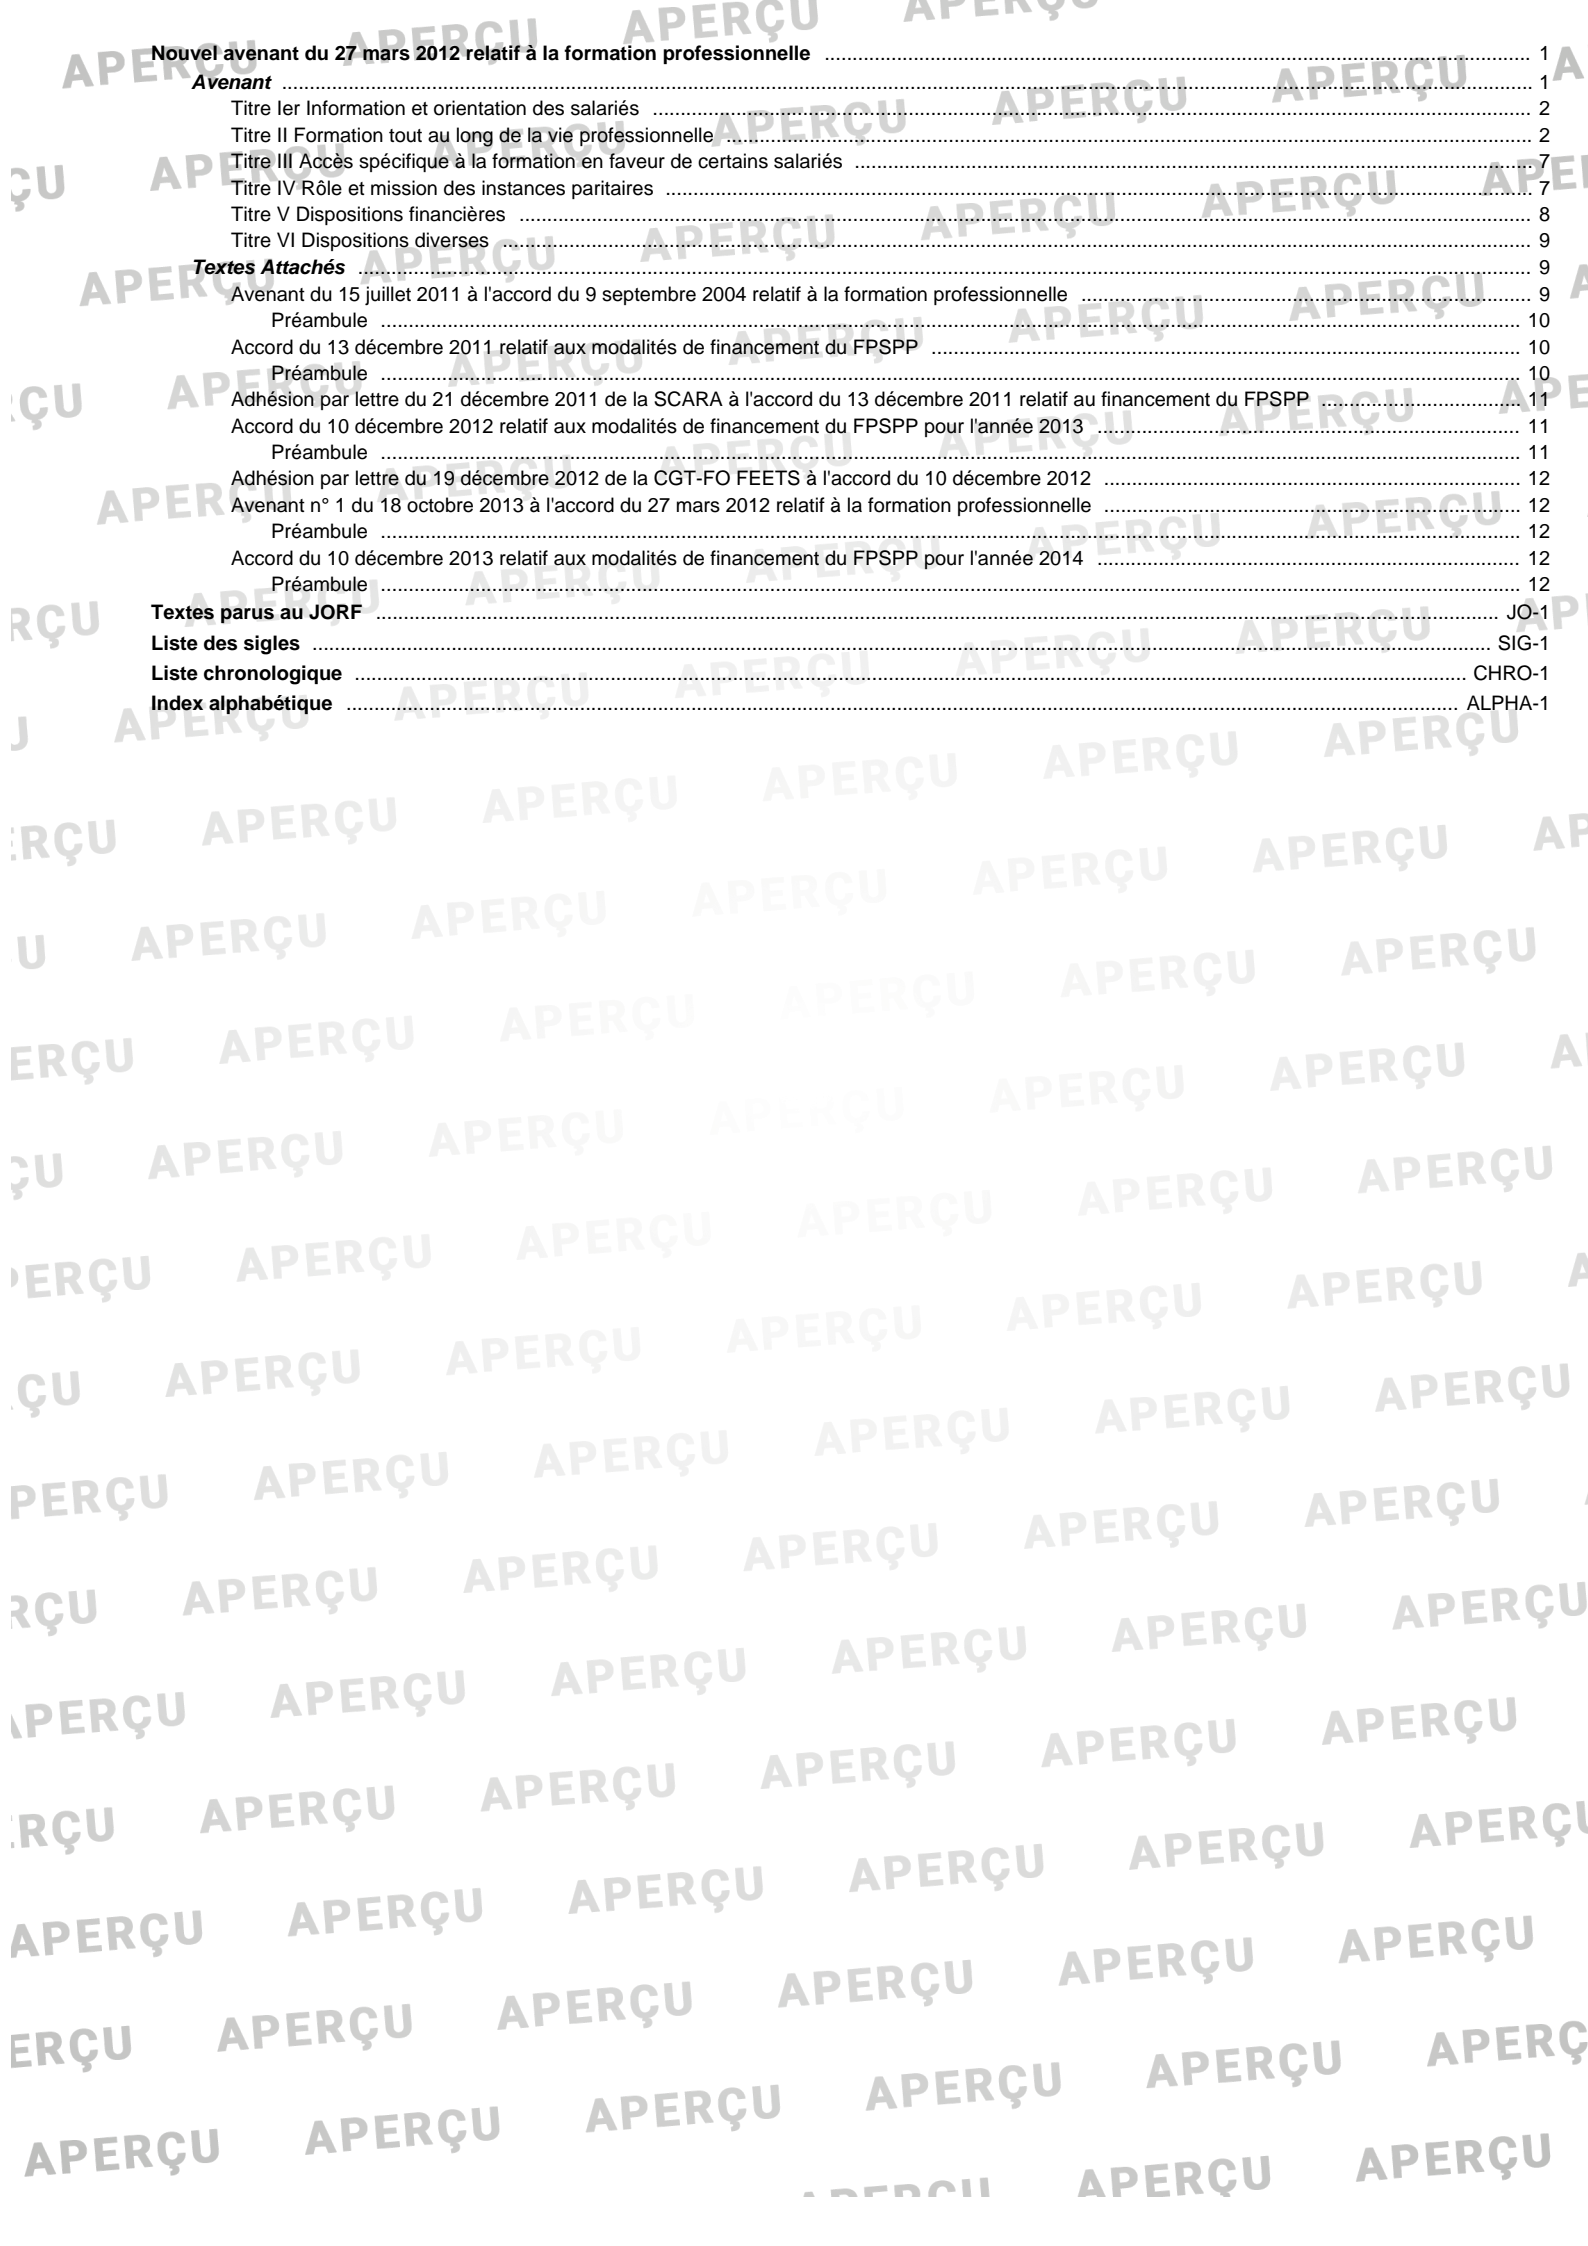 Nouvel avenant du 27 mars 2012 relatif à la formation professionnelle ... 1
Avenant ... 1
Titre Ier Information et orientation des salariés ... 2
Titre II Formation tout au long de la vie professionnelle ... 2
Titre III Accès spécifique à la formation en faveur de certains salariés ... 7
Titre IV Rôle et mission des instances paritaires ... 7
Titre V Dispositions financières ... 8
Titre VI Dispositions diverses ... 9
Textes Attachés ... 9
Avenant du 15 juillet 2011 à l'accord du 9 septembre 2004 relatif à la formation professionnelle ... 9
Préambule ... 10
Accord du 13 décembre 2011 relatif aux modalités de financement du FPSPP ... 10
Préambule ... 10
Adhésion par lettre du 21 décembre 2011 de la SCARA à l'accord du 13 décembre 2011 relatif au financement du FPSPP ... 11
Accord du 10 décembre 2012 relatif aux modalités de financement du FPSPP pour l'année 2013 ... 11
Préambule ... 11
Adhésion par lettre du 19 décembre 2012 de la CGT-FO FEETS à l'accord du 10 décembre 2012 ... 12
Avenant n° 1 du 18 octobre 2013 à l'accord du 27 mars 2012 relatif à la formation professionnelle ... 12
Préambule ... 12
Accord du 10 décembre 2013 relatif aux modalités de financement du FPSPP pour l'année 2014 ... 12
Préambule ... 12
Textes parus au JORF ... JO-1
Liste des sigles ... SIG-1
Liste chronologique ... CHRO-1
Index alphabétique ... ALPHA-1
APERÇU